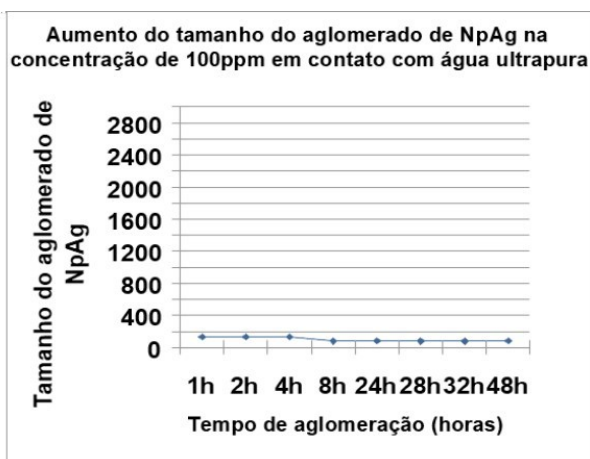 Aumento do tamanho do aglomerado de NpAg na
concentração de 100ppm em contato com água ultrapura
Tamanho do aglomerado de
NpAg
2800
2400
2000
1600
1200
800
400
0
1h 2h 4h 8h 24h 28h 32h 48h
Tempo de aglomeração (horas)